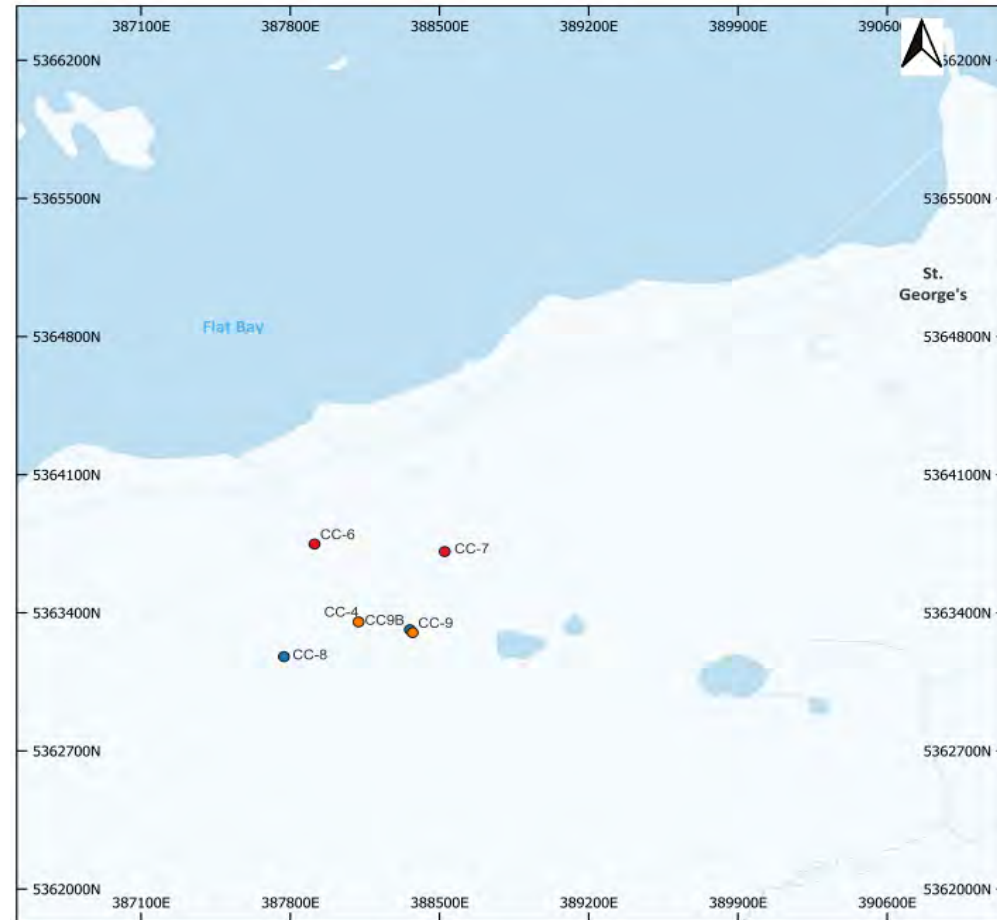 387100E 387800E 388500E 389200E 389900E 390600E
5366200N 66200N
5365500N 5365500N
St.
George's
Flat Bay
5364800N 5364800N
5364100N 5364100N
CC-6
CC-7
5363400N CC-4 CC9B CC-9 5363400N
CC-8
5362700N 5362700N
5362000N 5362000N
387100E 387800E 388500E 389200E 389900E 390600E